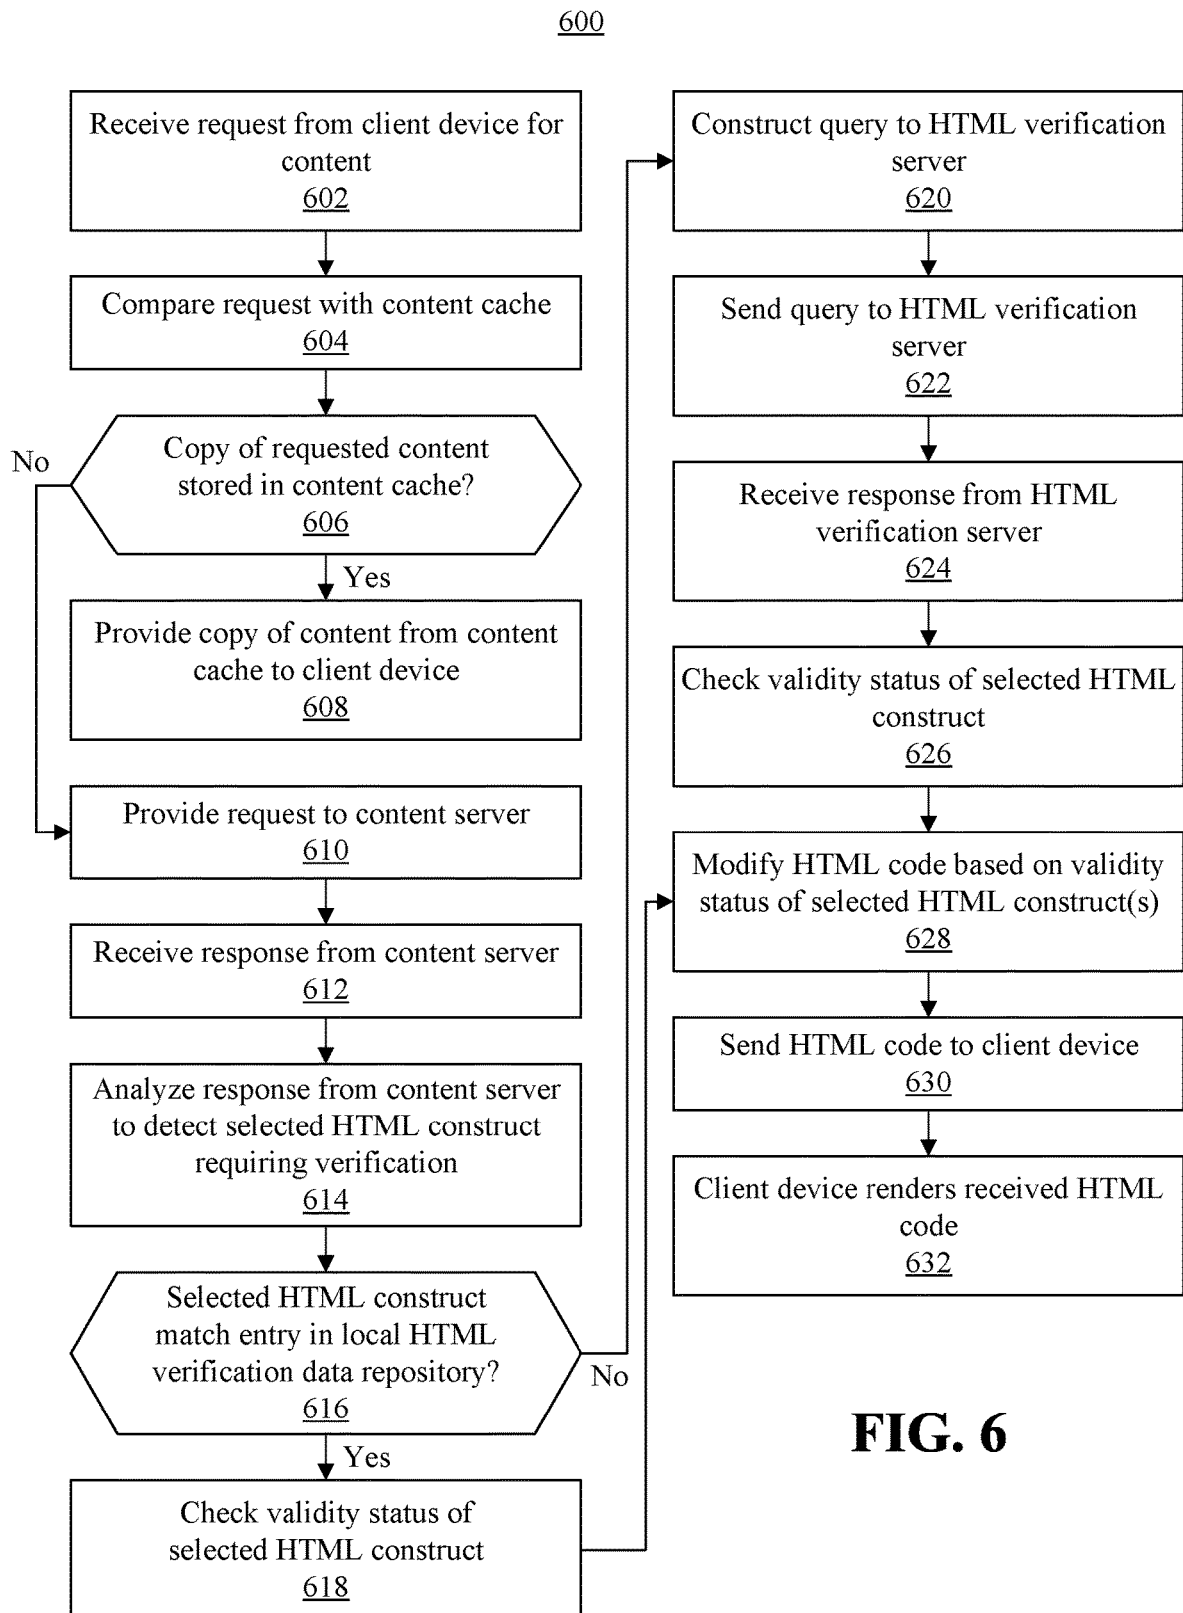 600
Receive request from client device for
content
602
Compare request with content cache
604
Copy of requested content
stored in content cache?
606
No
Yes
Provide copy of content from content
cache to client device
608
Provide request to content server
610
Receive response from content server
612
Analyze response from content server
to detect selected HTML construct
requiring verification
614
Selected HTML construct
match entry in local HTML
verification data repository?
616
No
Yes
Check validity status of
selected HTML construct
618
Construct query to HTML verification
server
620
Send query to HTML verification
server
622
Receive response from HTML
verification server
624
Check validity status of selected HTML
construct
626
Modify HTML code based on validity
status of selected HTML construct(s)
628
Send HTML code to client device
630
Client device renders received HTML
code
632
FIG. 6